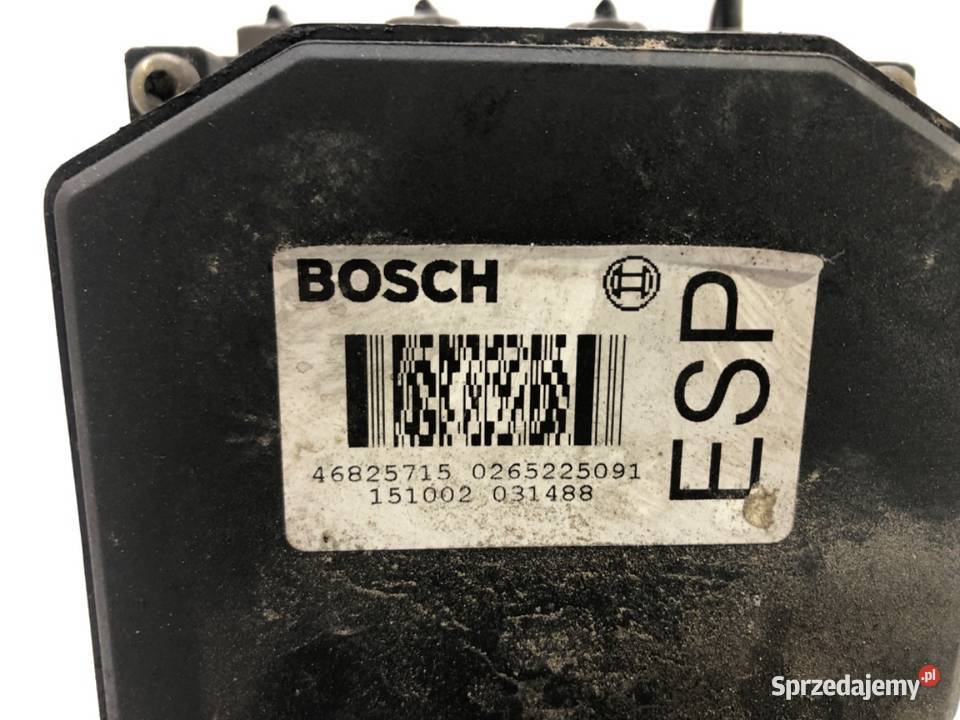 BOSCH
ESP
46825715 0265225091
151002 031488
Sprzedajemy.pl